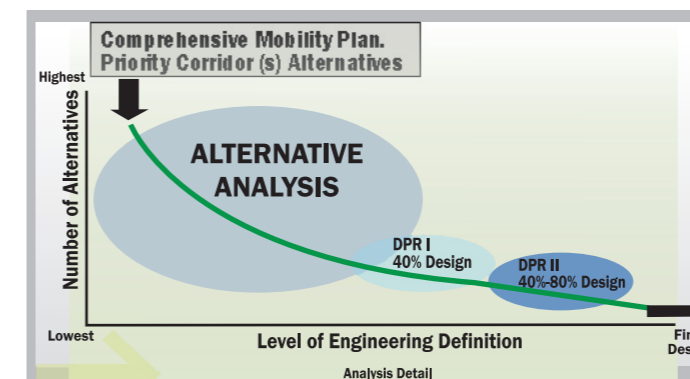 Comprehensive Mobility Plan.
Priority Corridor (s) Alternatives
Highest
Number of Alternatives
ALTERNATIVE
ANALYSIS
DPR I
40% Design
DPR II
40%-80% Design
Lowest
Level of Engineering Definition
Analysis Detail